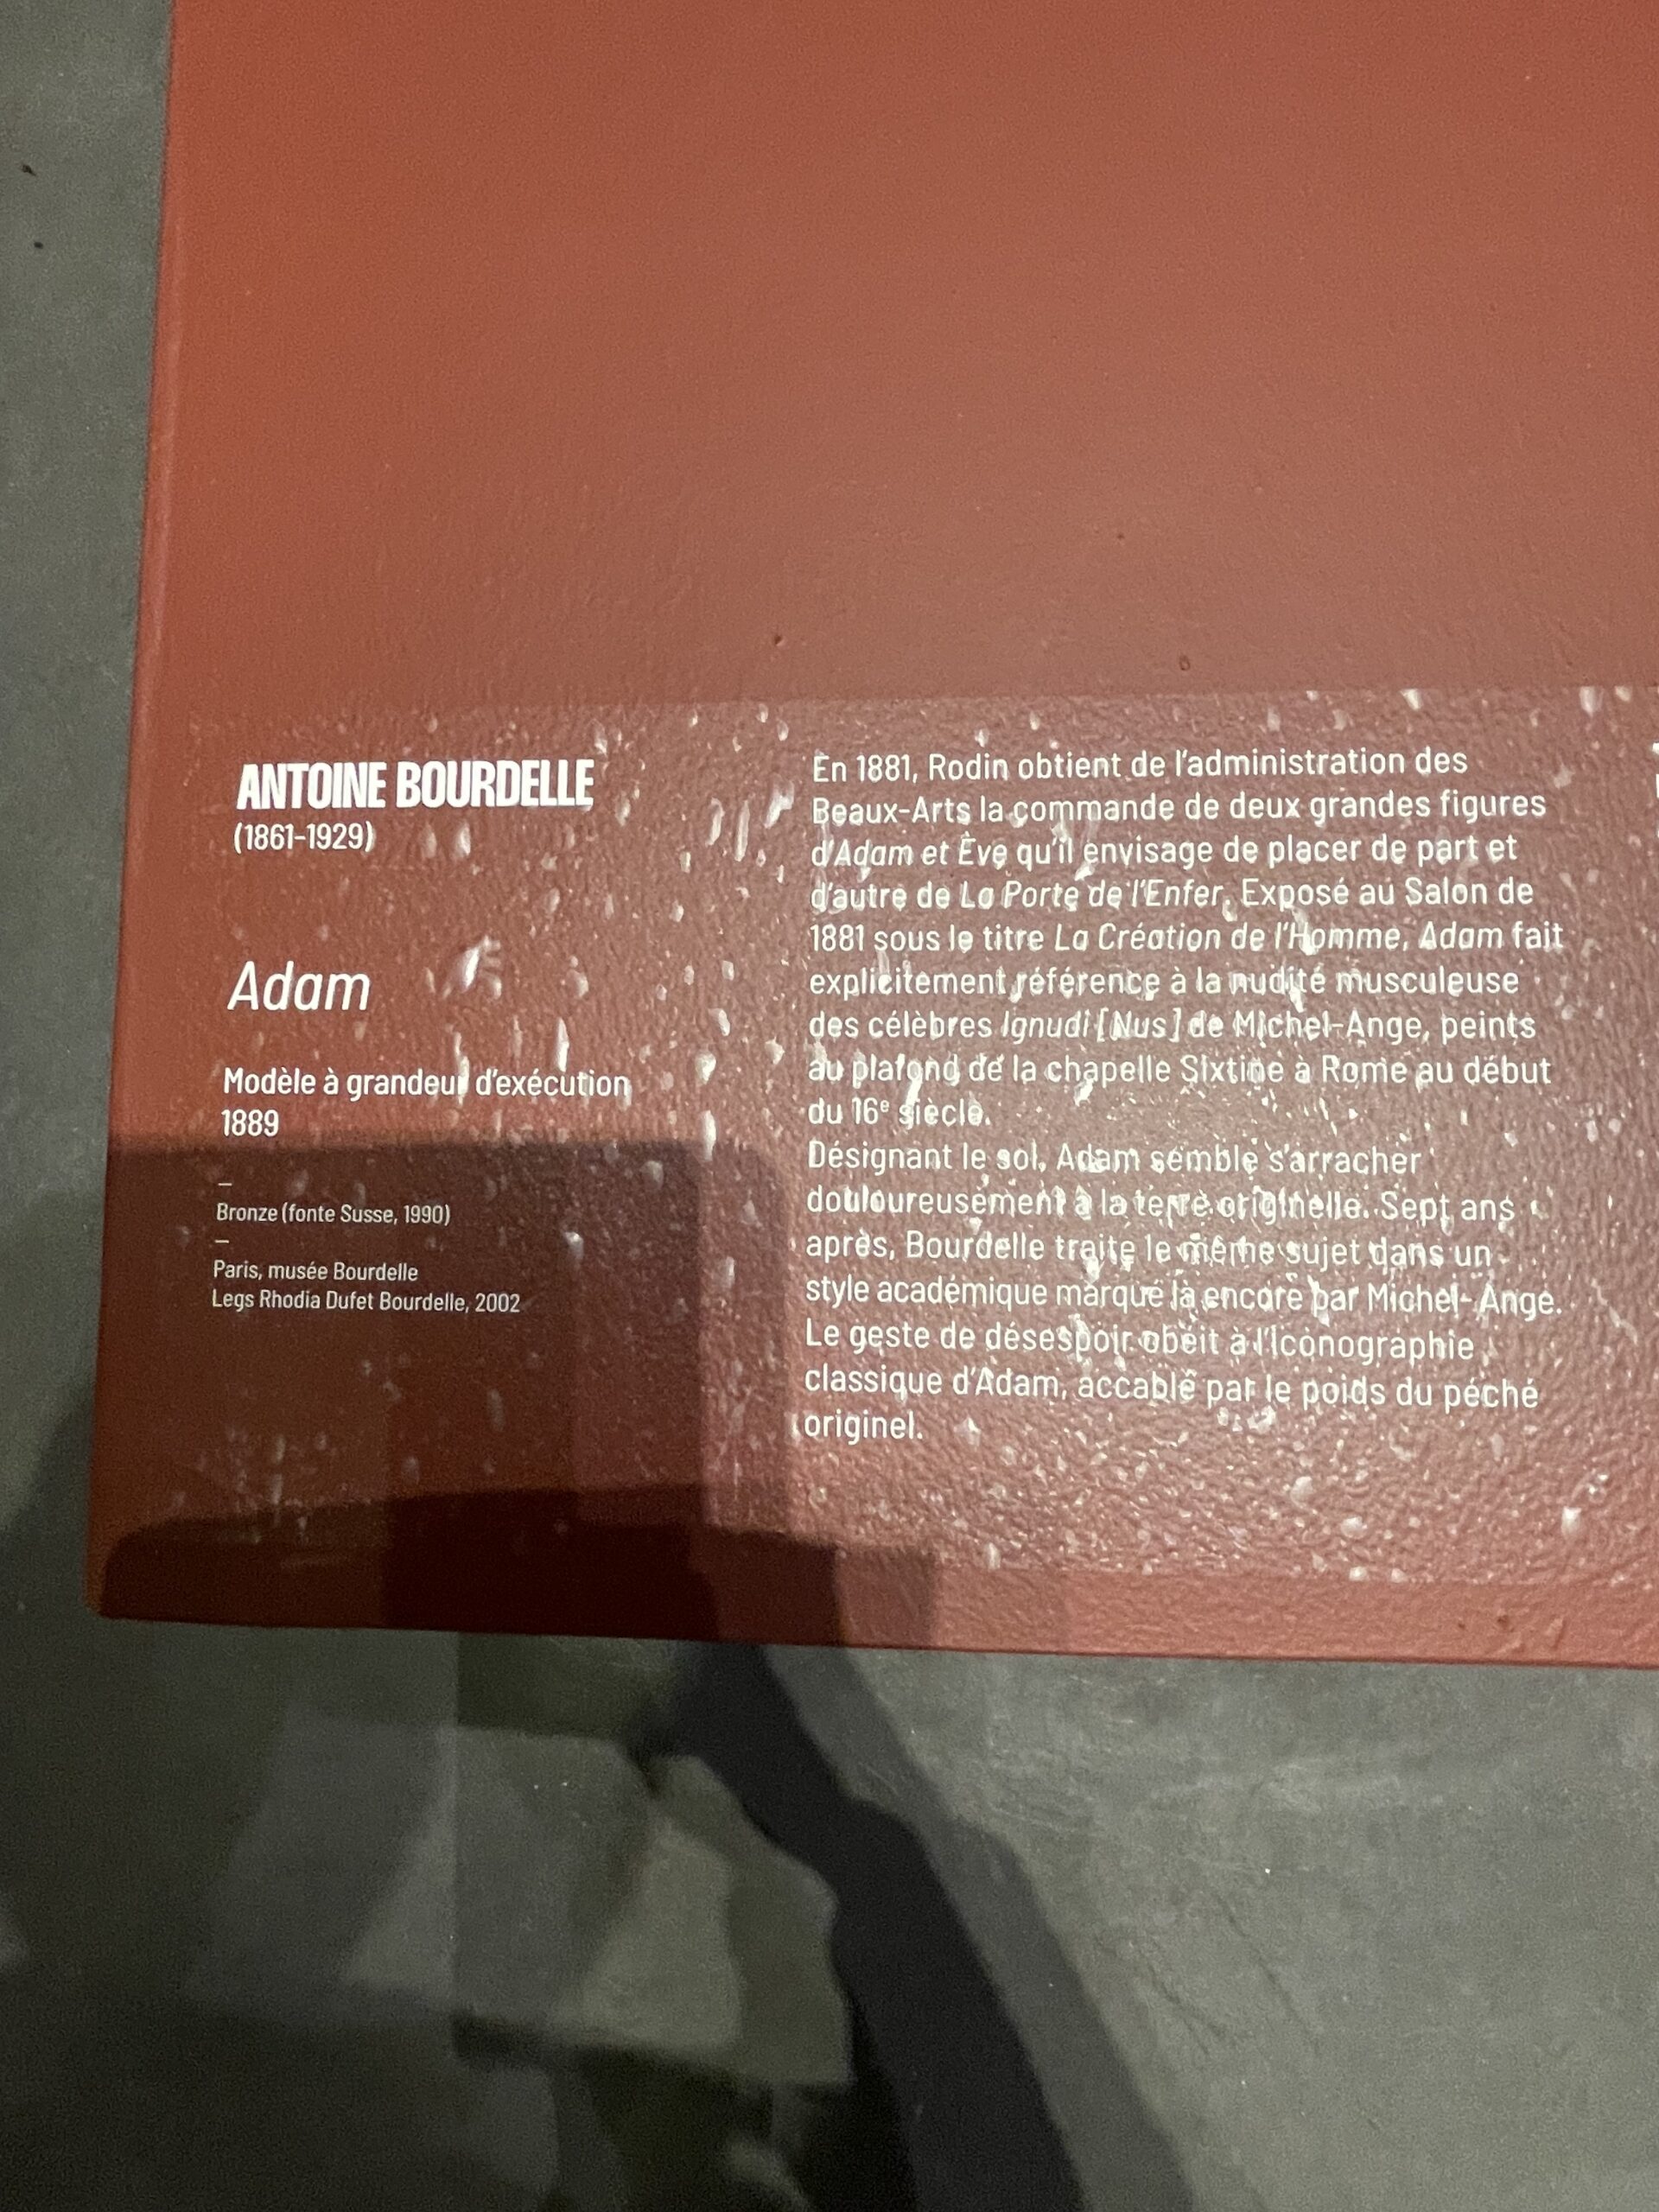 ANTOINE BOURDELLE
(1861-1929)
Adam
Modèle à grandeur d'exécution
1889
–
Bronze (fonte Susse, 1990)
–
Paris, musée Bourdelle
Legs Rhodia Dufet Bourdelle, 2002
En 1881, Rodin obtient de l'administration des
Beaux-Arts la commande de deux grandes figures
d'Adam et Ève qu'il envisage de placer de part et
d'autre de La Porte de l'Enfer. Exposé au Salon de
1881 sous le titre La Création de l'Homme, Adam fait
explicitement référence à la nudité musculeuse
des célèbres Ignudi [Nus] de Michel-Ange, peints
au plafond de la chapelle Sixtine à Rome au début
du 16e siècle.
Désignant le sol, Adam semble s'arracher
douloureusement à la terre originelle. Sept ans
après, Bourdelle traite le même sujet dans un
style académique marqué là encore par Michel-Ange.
Le geste de désespoir obéit à l'iconographie
classique d'Adam, accablé par le poids du péché
originel.